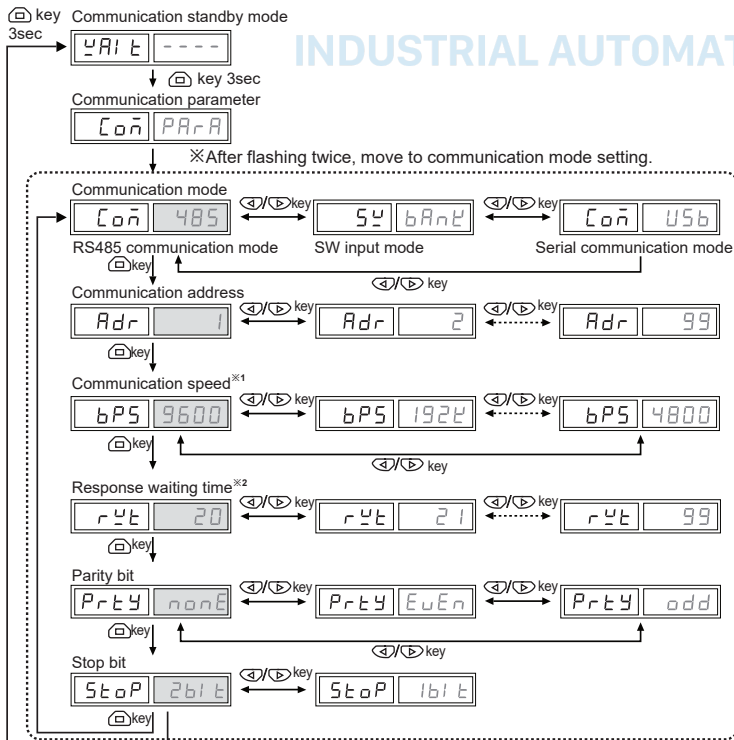 key Communication standby mode
3sec
WAIt ----
INDUSTRIAL AUTOMAT
key 3sec
Communication parameter
Com PArA
※After flashing twice, move to communication mode setting.
Communication mode
Com 485 ◁/▷ key SW bAnK ◁/▷ key Com USb
RS485 communication mode SW input mode Serial communication mode
key ◁/▷ key
Communication address
Adr 1 ◁/▷ key Adr 2 ◁/▷ key Adr 99
key
Communication speed※1
bPS 9600 ◁/▷ key bPS 192K ◁/▷ key bPS 4800
key ◁/▷ key
Response waiting time※2
rWt 20 ◁/▷ key rWt 21 ◁/▷ key rWt 99
key
Parity bit
PrtY nonE ◁/▷ key PrtY EvEn ◁/▷ key PrtY odd
key ◁/▷ key
Stop bit
StoP 2bIt ◁/▷ key StoP 1bIt
key